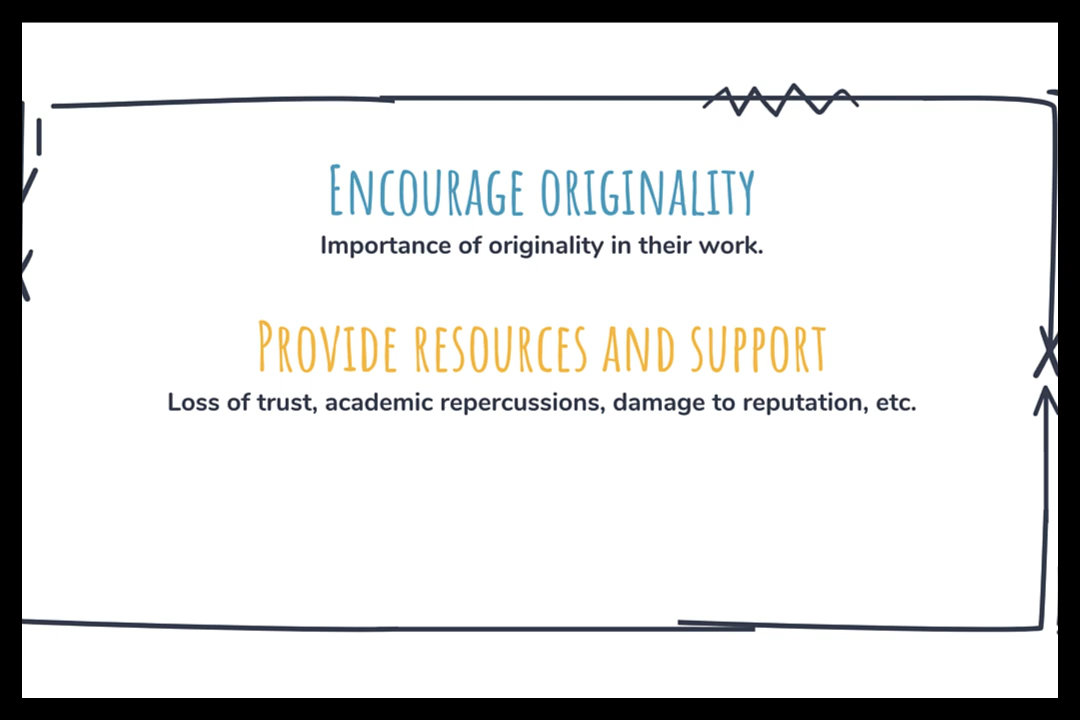 Encourage originality
Importance of originality in their work.
Provide resources and support
Loss of trust, academic repercussions, damage to reputation, etc.